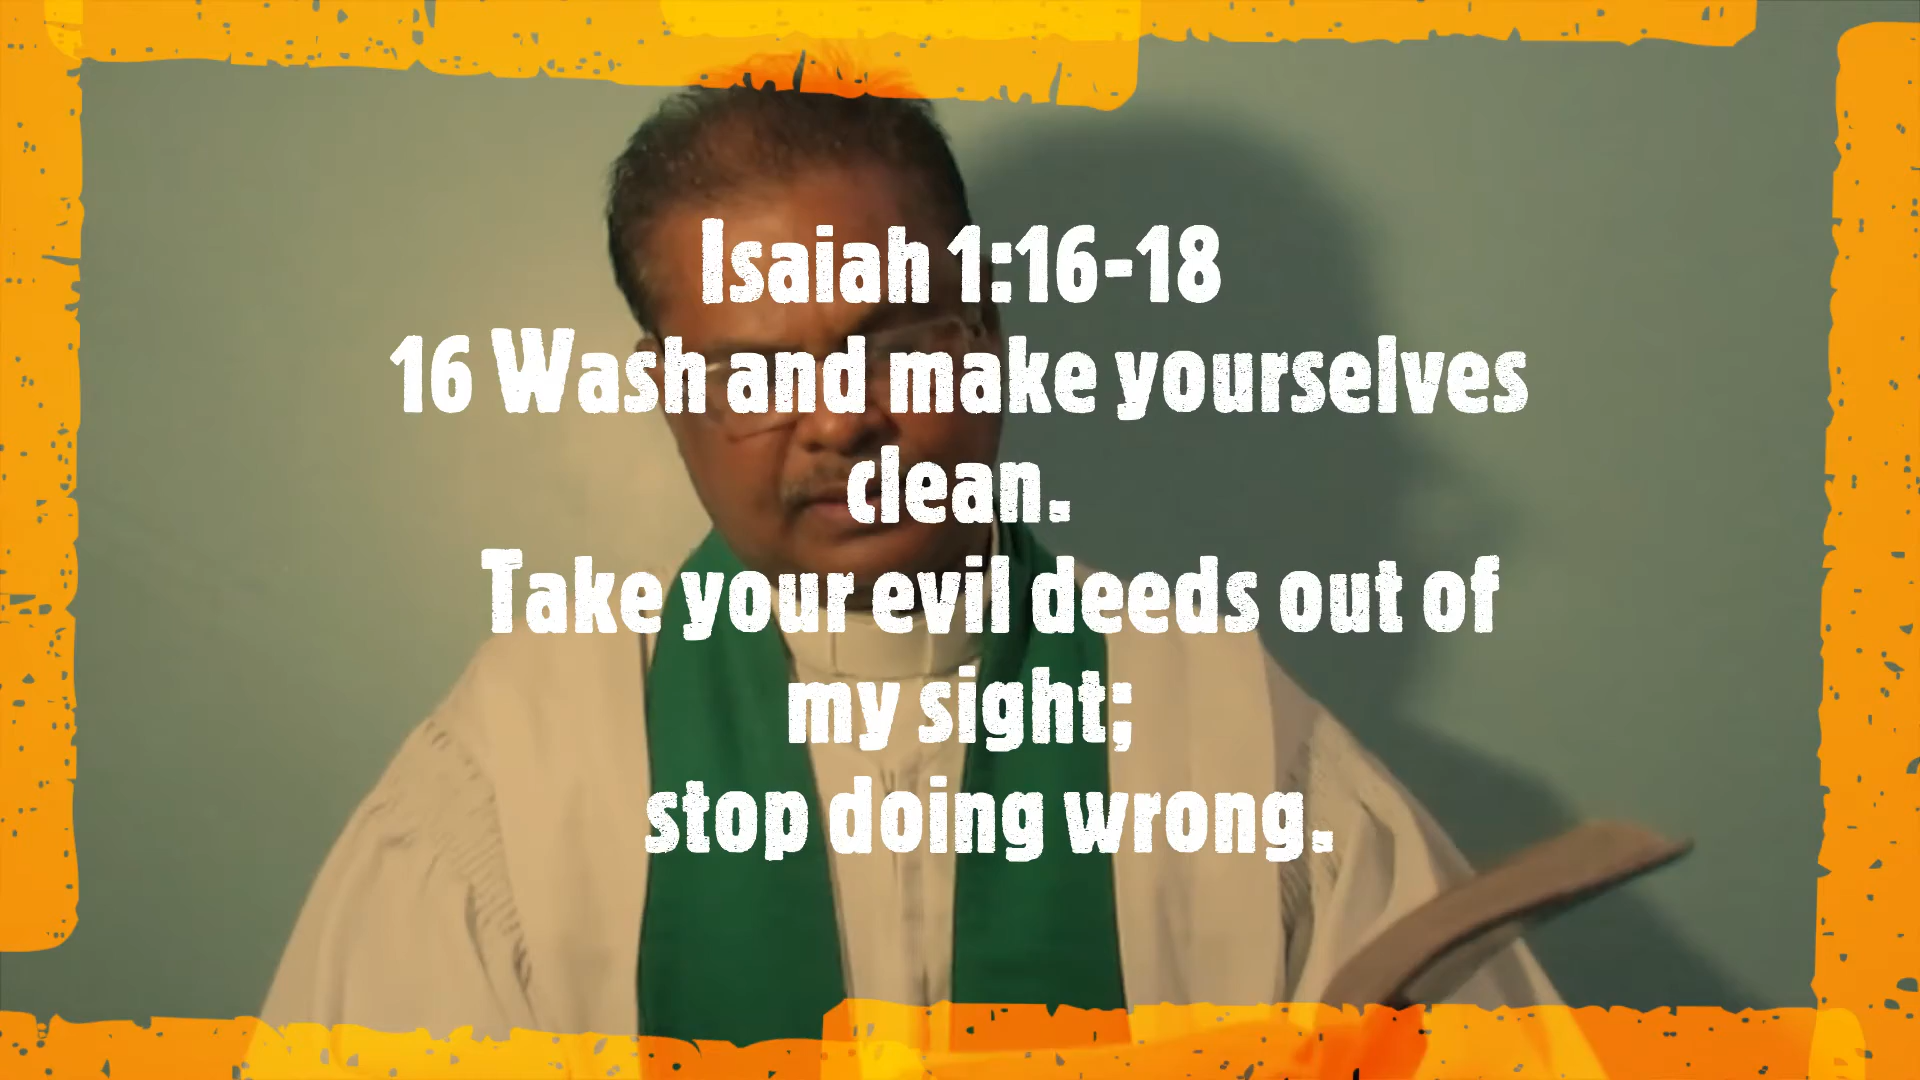 Isaiah 1:16-18
16 Wash and make yourselves
clean.
Take your evil deeds out of
my sight;
stop doing wrong.